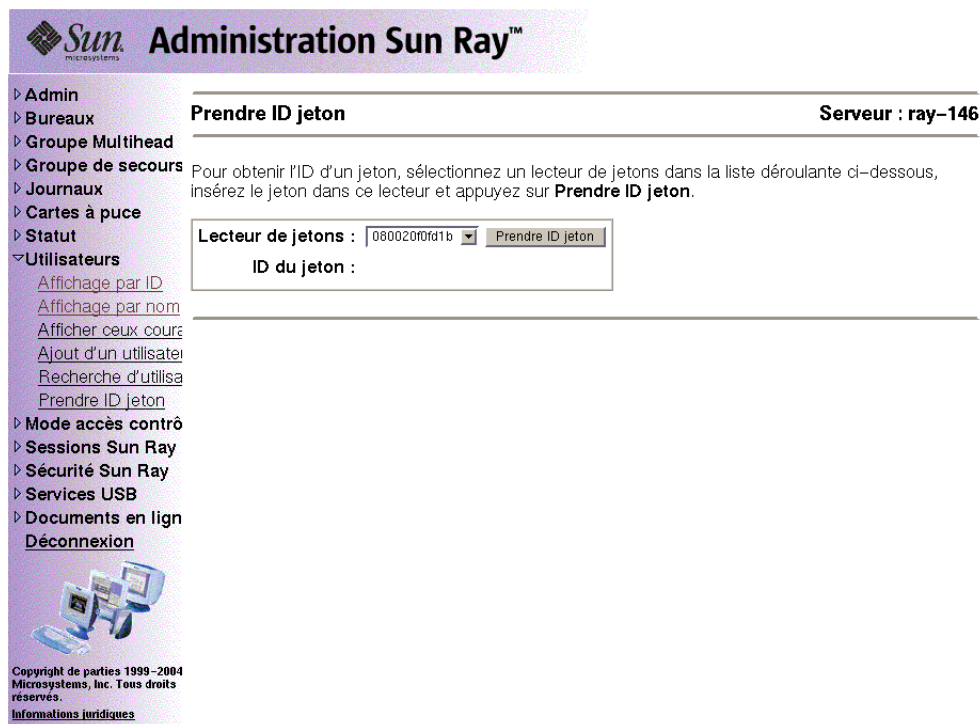 Sun
microsystems
Administration Sun Ray™
Admin
Bureaux
Groupe Multihead
Groupe de secours
Journaux
Cartes à puce
Statut
Utilisateurs
Affichage par ID
Affichage par nom
Afficher ceux coura
Ajout d'un utilisateu
Recherche d'utilisa
Prendre ID jeton
Mode accès contrô
Sessions Sun Ray
Sécurité Sun Ray
Services USB
Documents en lign
Déconnexion
Copyright de parties 1999-2004
Microsystems, Inc. Tous droits
réservés.
Informations juridiques
Prendre ID jeton Serveur : ray-146
Pour obtenir l'ID d'un jeton, sélectionnez un lecteur de jetons dans la liste déroulante ci-dessous,
insérez le jeton dans ce lecteur et appuyez sur Prendre ID jeton.
Lecteur de jetons : 080020f0fd1b Prendre ID jeton
ID du jeton :